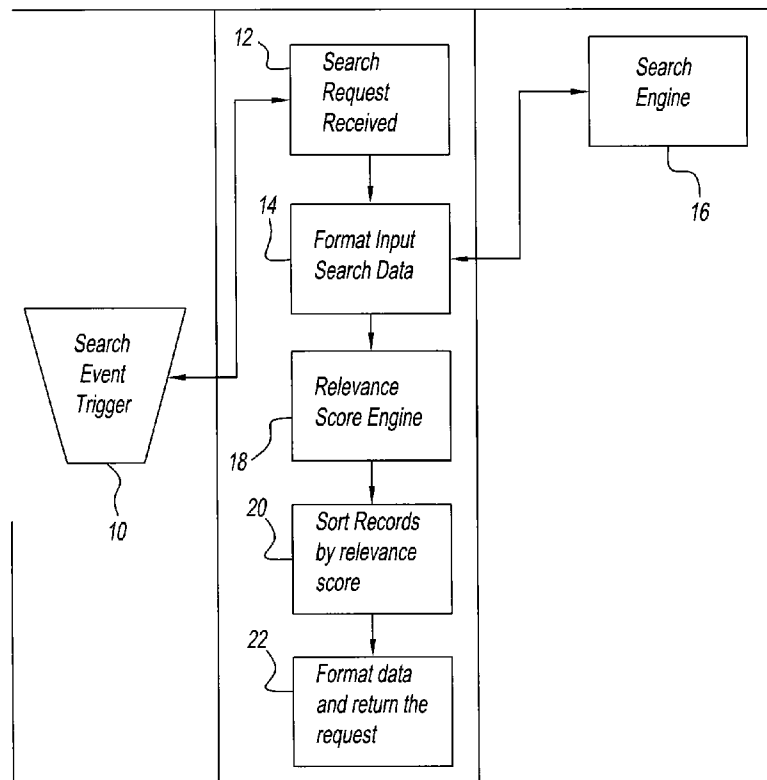 12
Search
Request
Received
Search
Engine
16
14
Format Input
Search Data
Search
Event
Trigger
10
Relevance
Score Engine
18
20
Sort Records
by relevance
score
22
Format data
and return the
request